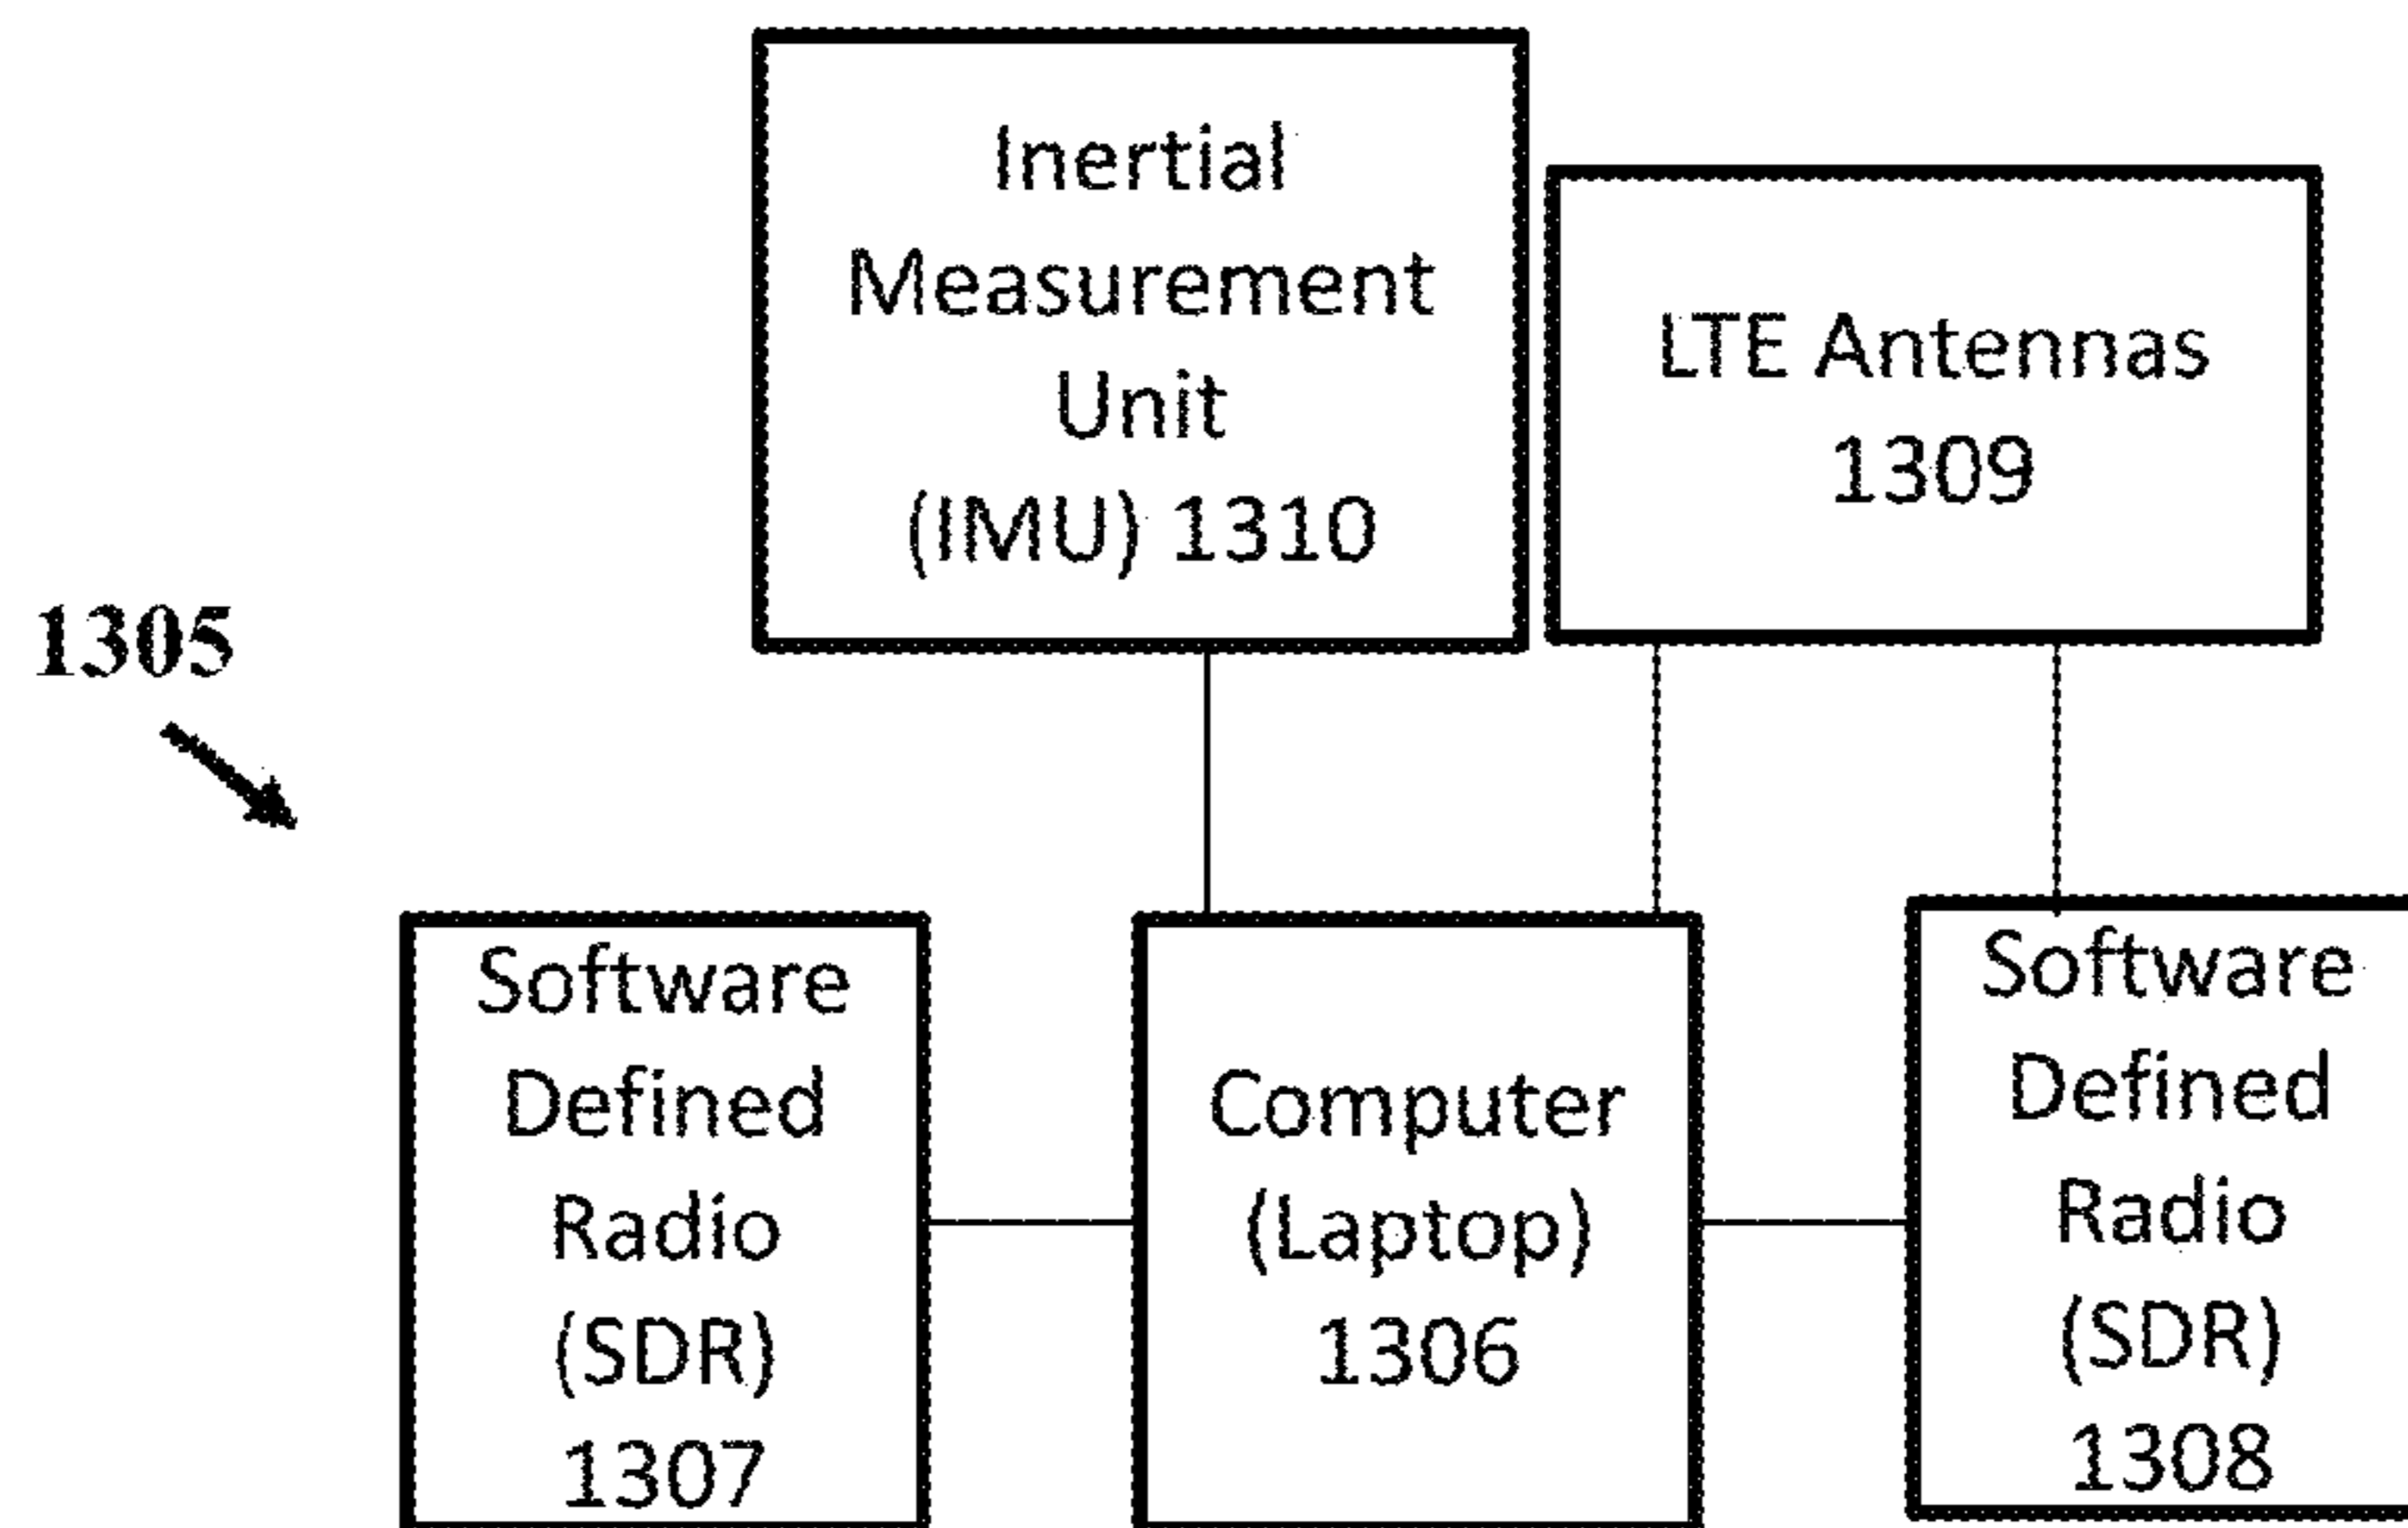 Inertial
Measurement
Unit
(IMU) 1310
LTE Antennas
1309
1305
Software
Defined
Radio
(SDR)
1307
Computer
(Laptop)
1306
Software
Defined
Radio
(SDR)
1308